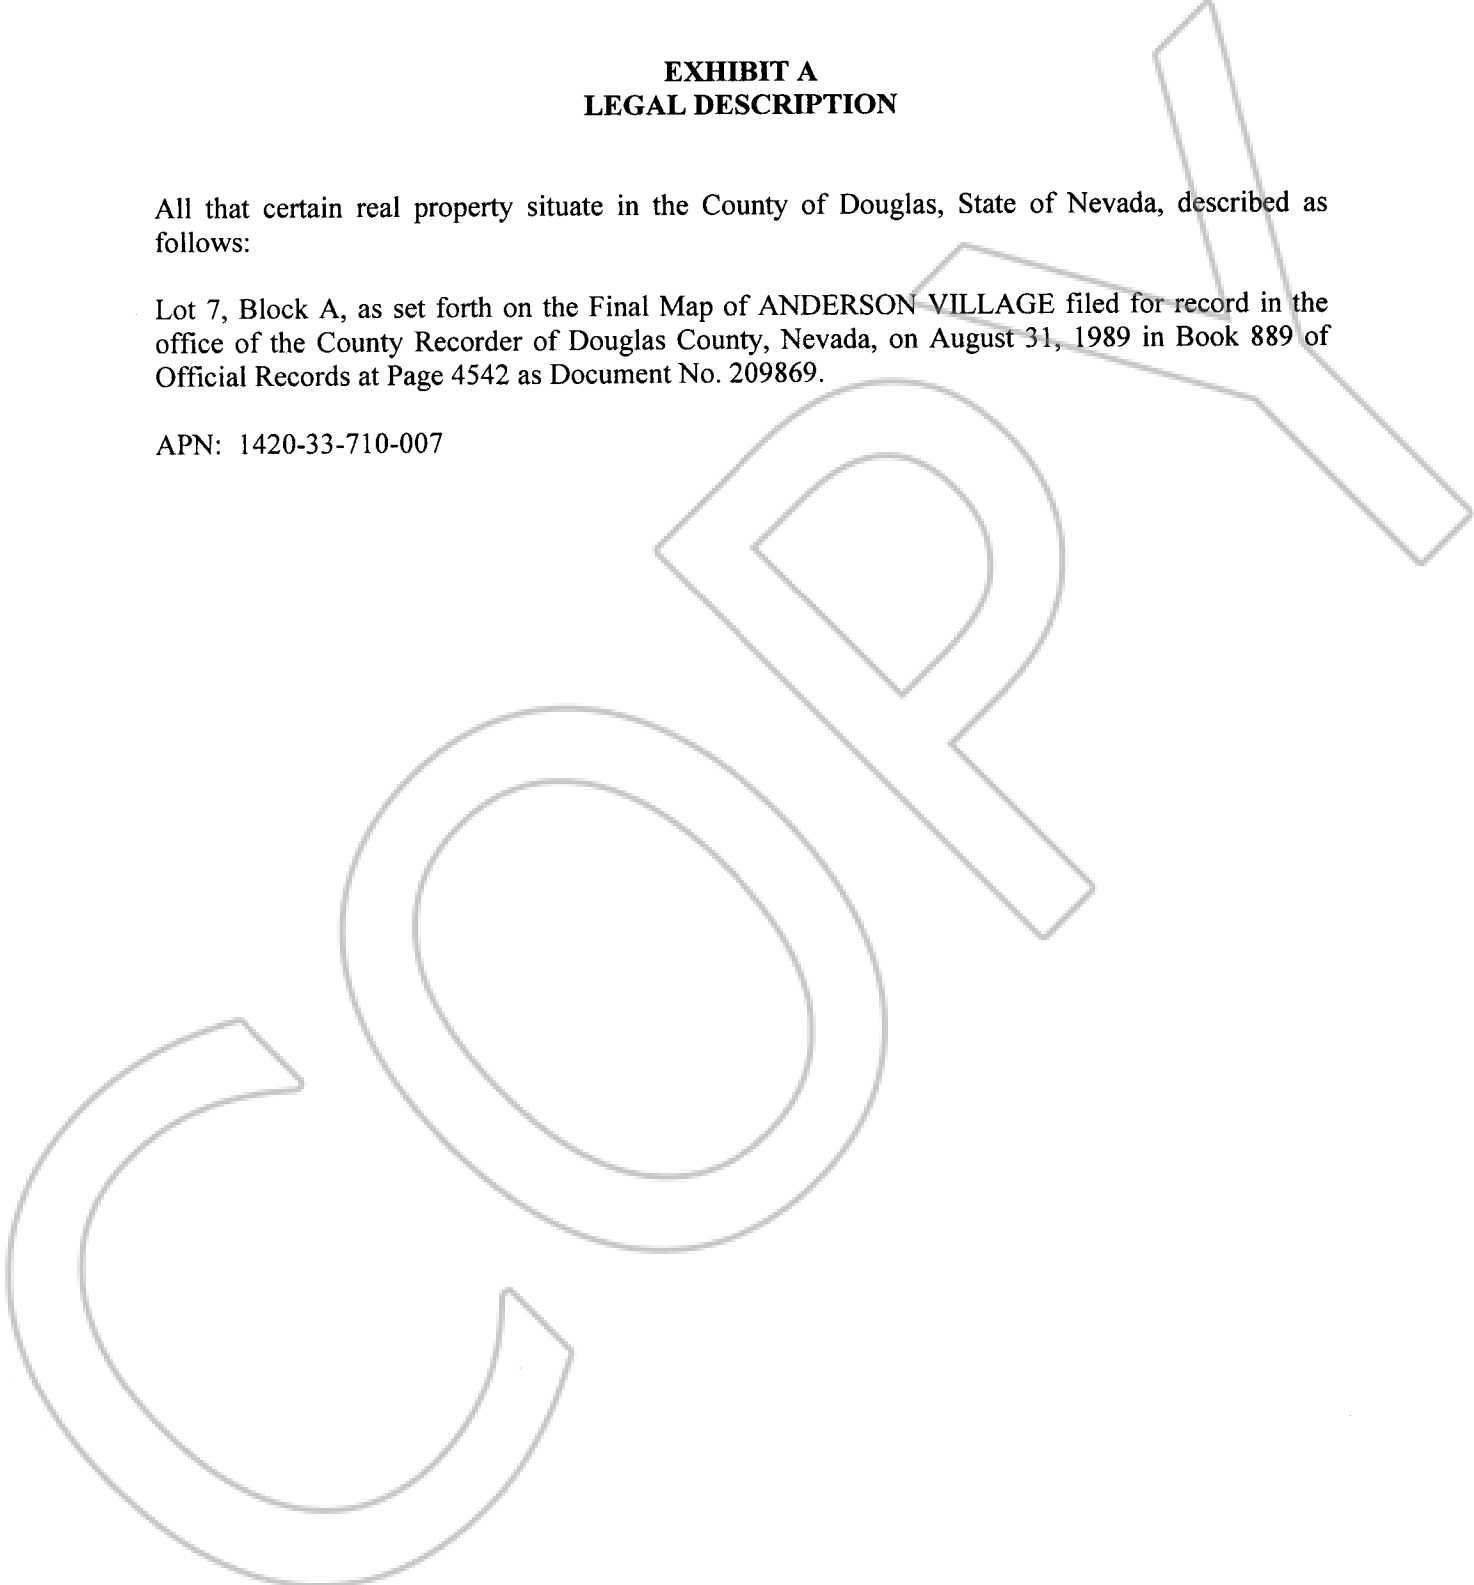 EXHIBIT A
LEGAL DESCRIPTION
All that certain real property situate in the County of Douglas, State of Nevada, described as
follows:
Lot 7, Block A, as set forth on the Final Map of ANDERSON VILLAGE filed for record in the
office of the County Recorder of Douglas County, Nevada, on August 31, 1989 in Book 889 of
Official Records at Page 4542 as Document No. 209869.
APN: 1420-33-710-007
COPY